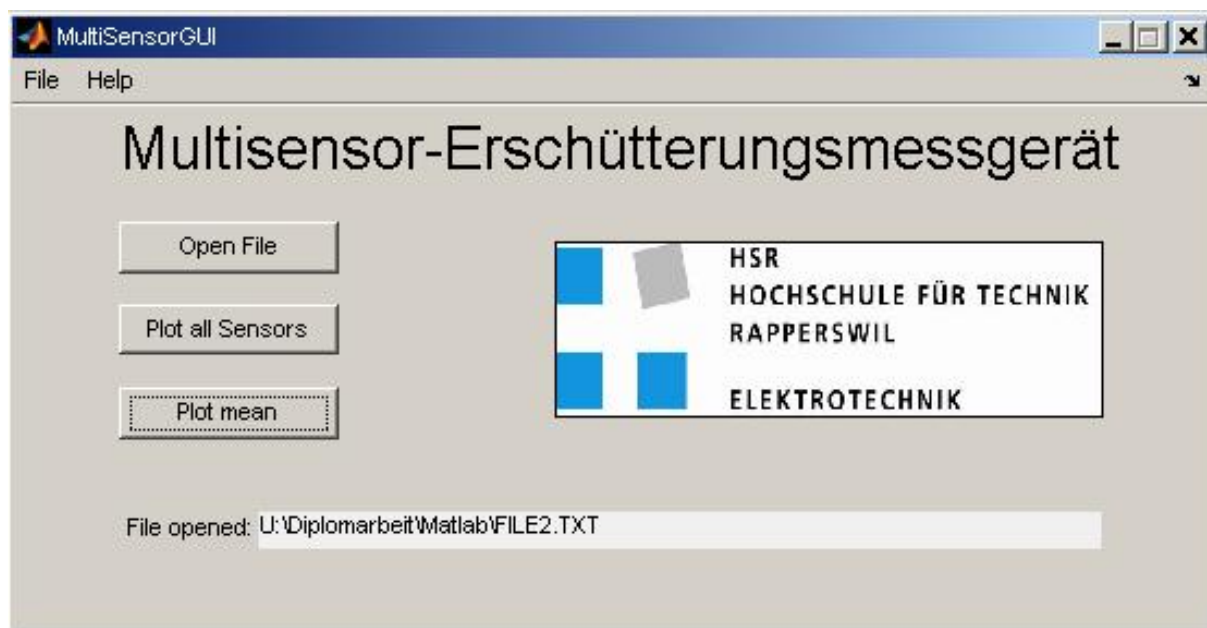 MultiSensorGUI
File Help
Multisensor-Erschütterungsmessgerät
Open File
Plot all Sensors
Plot mean
HSR
HOCHSCHULE FÜR TECHNIK
RAPPERSWIL
ELEKTROTECHNIK
File opened: U:\Diplomarbeit\Matlab\FILE2.TXT